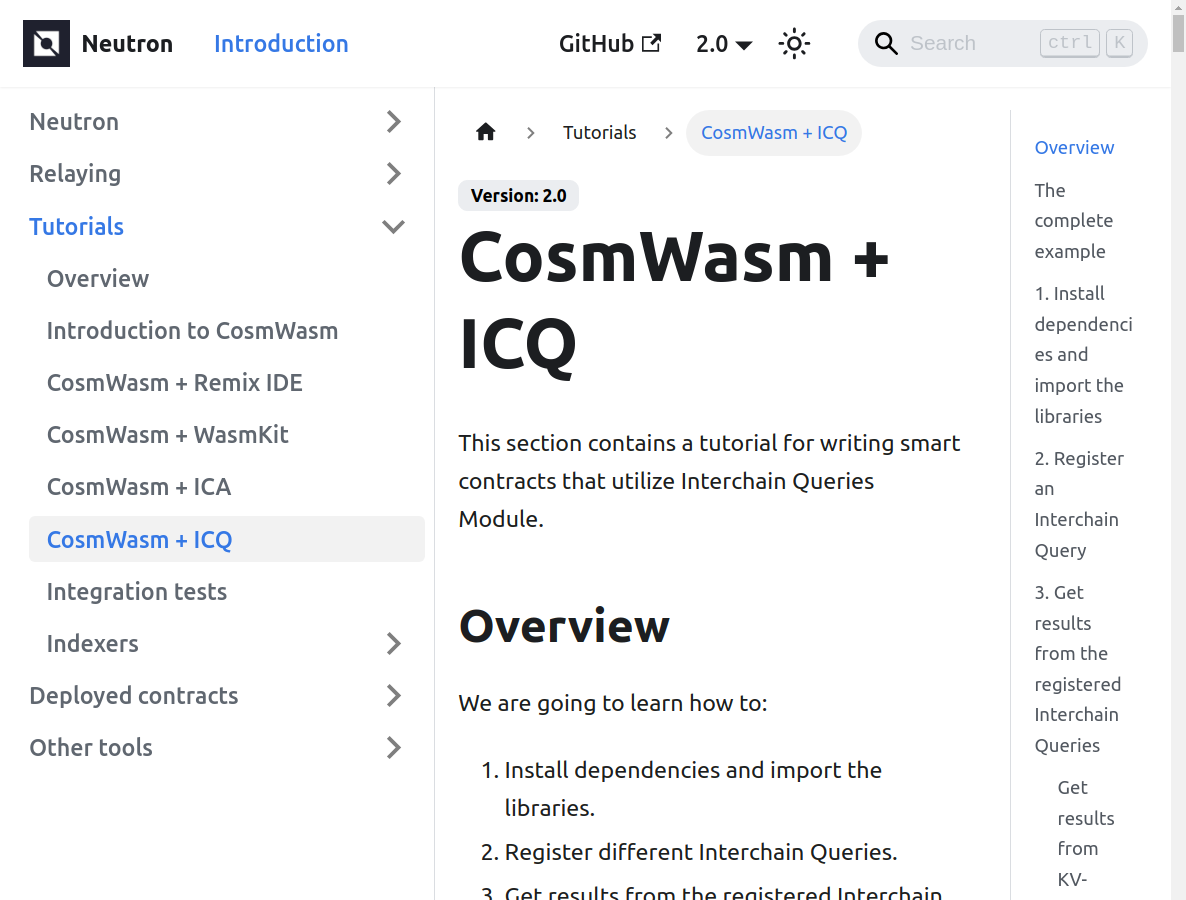 Neutron
Introduction
GitHub
2.0
Search
ctrl
K
Neutron
Relaying
Tutorials
Overview
Introduction to CosmWasm
CosmWasm + Remix IDE
CosmWasm + WasmKit
CosmWasm + ICA
CosmWasm + ICQ
Integration tests
Indexers
Deployed contracts
Other tools
Tutorials
CosmWasm + ICQ
Version: 2.0
CosmWasm +
ICQ
This section contains a tutorial for writing smart
contracts that utilize Interchain Queries
Module.
Overview
We are going to learn how to:
1. Install dependencies and import the
libraries.
2. Register different Interchain Queries.
3. Get results from the registered Interchain
Overview
The
complete
example
1. Install
dependenci
es and
import the
libraries
2. Register
an
Interchain
Query
3. Get
results
from the
registered
Interchain
Queries
Get
results
from
KV-